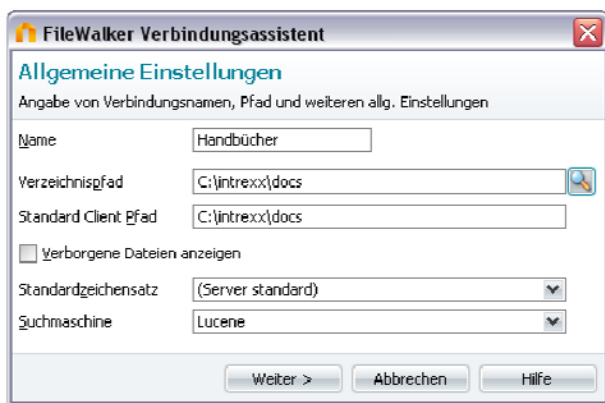 FileWalker Verbindungsassistent
Allgemeine Einstellungen
Angabe von Verbindungsnamen, Pfad und weiteren allg. Einstellungen
Name Handbücher
Verzeichnispfad C:\intrexx\docs
Standard Client Pfad C:\intrexx\docs
Verborgene Dateien anzeigen
Standardzeichensatz (Server standard)
Suchmaschine Lucene
Weiter > Abbrechen Hilfe